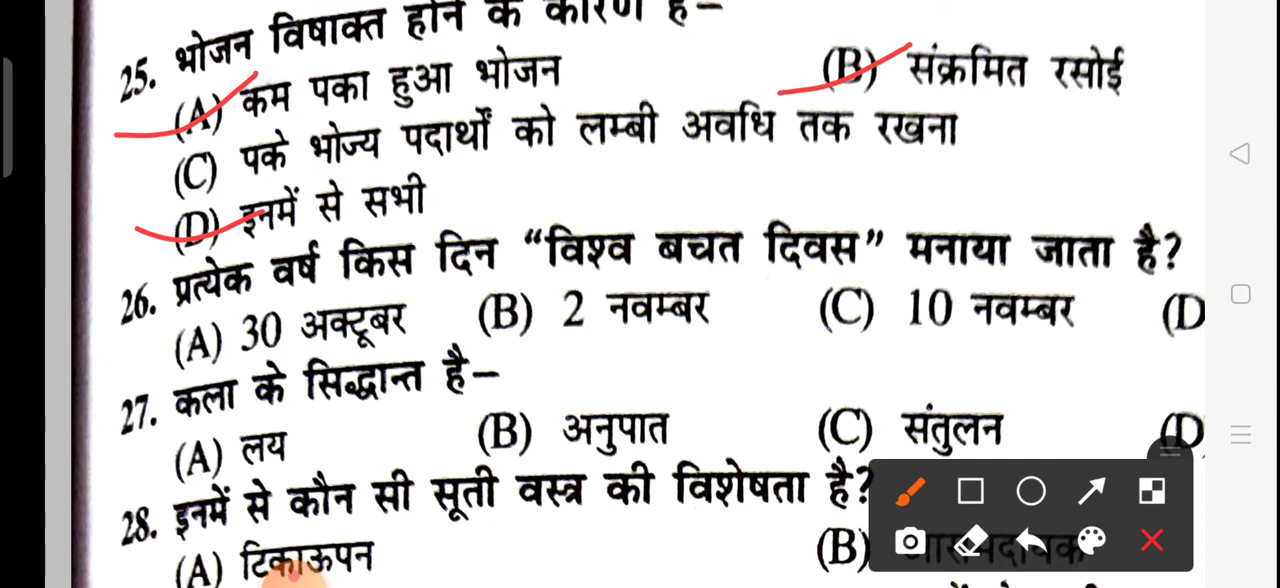 25. भोजन विषाक्त होने के कारण है–
(A) कम पका हुआ भोजन (B) संक्रमित रसोई
(C) पके भोज्य पदार्थों को लम्बी अवधि तक रखना
(D) इनमें से सभी
26. प्रत्येक वर्ष किस दिन “विश्व बचत दिवस” मनाया जाता है?
(A) 30 अक्टूबर (B) 2 नवम्बर (C) 10 नवम्बर (D
27. कला के सिद्धान्त है–
(A) लय (B) अनुपात (C) संतुलन (D
28. इनमें से कौन सी सूती वस्त्र की विशेषता है?
(A) टिकाऊपन (B)